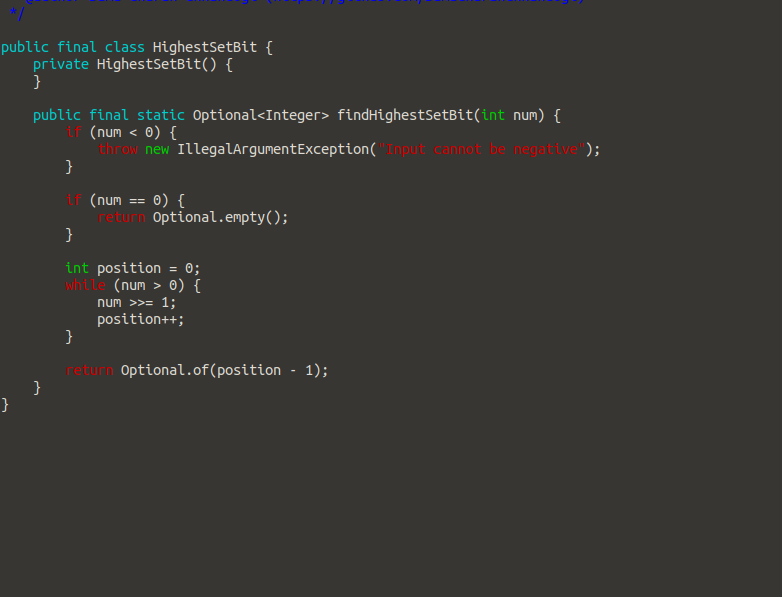 */

public final class HighestSetBit {
    private HighestSetBit() {
    }

    public final static Optional<Integer> findHighestSetBit(int num) {
        if (num < 0) {
            throw new IllegalArgumentException("Input cannot be negative");
        }

        if (num == 0) {
            return Optional.empty();
        }

        int position = 0;
        while (num > 0) {
            num >>= 1;
            position++;
        }

        return Optional.of(position - 1);
    }
}